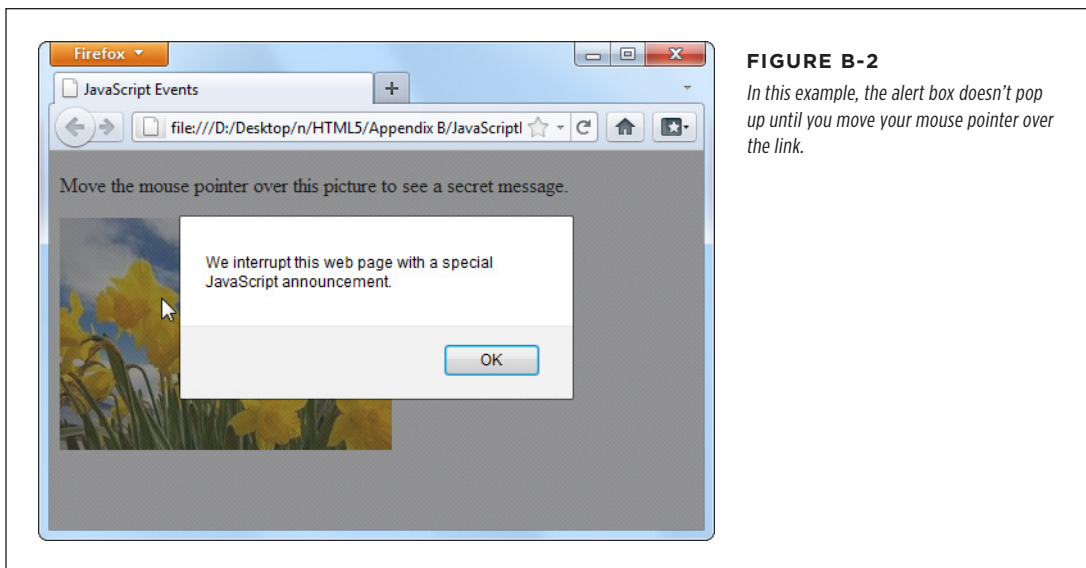 Firefox
JavaScript Events
file:///D:/Desktop/n/HTML5/Appendix B/JavaScriptI
Move the mouse pointer over this picture to see a secret message.
We interrupt this web page with a special
JavaScript announcement.
OK
FIGURE B-2
In this example, the alert box doesn’t pop
up until you move your mouse pointer over
the link.